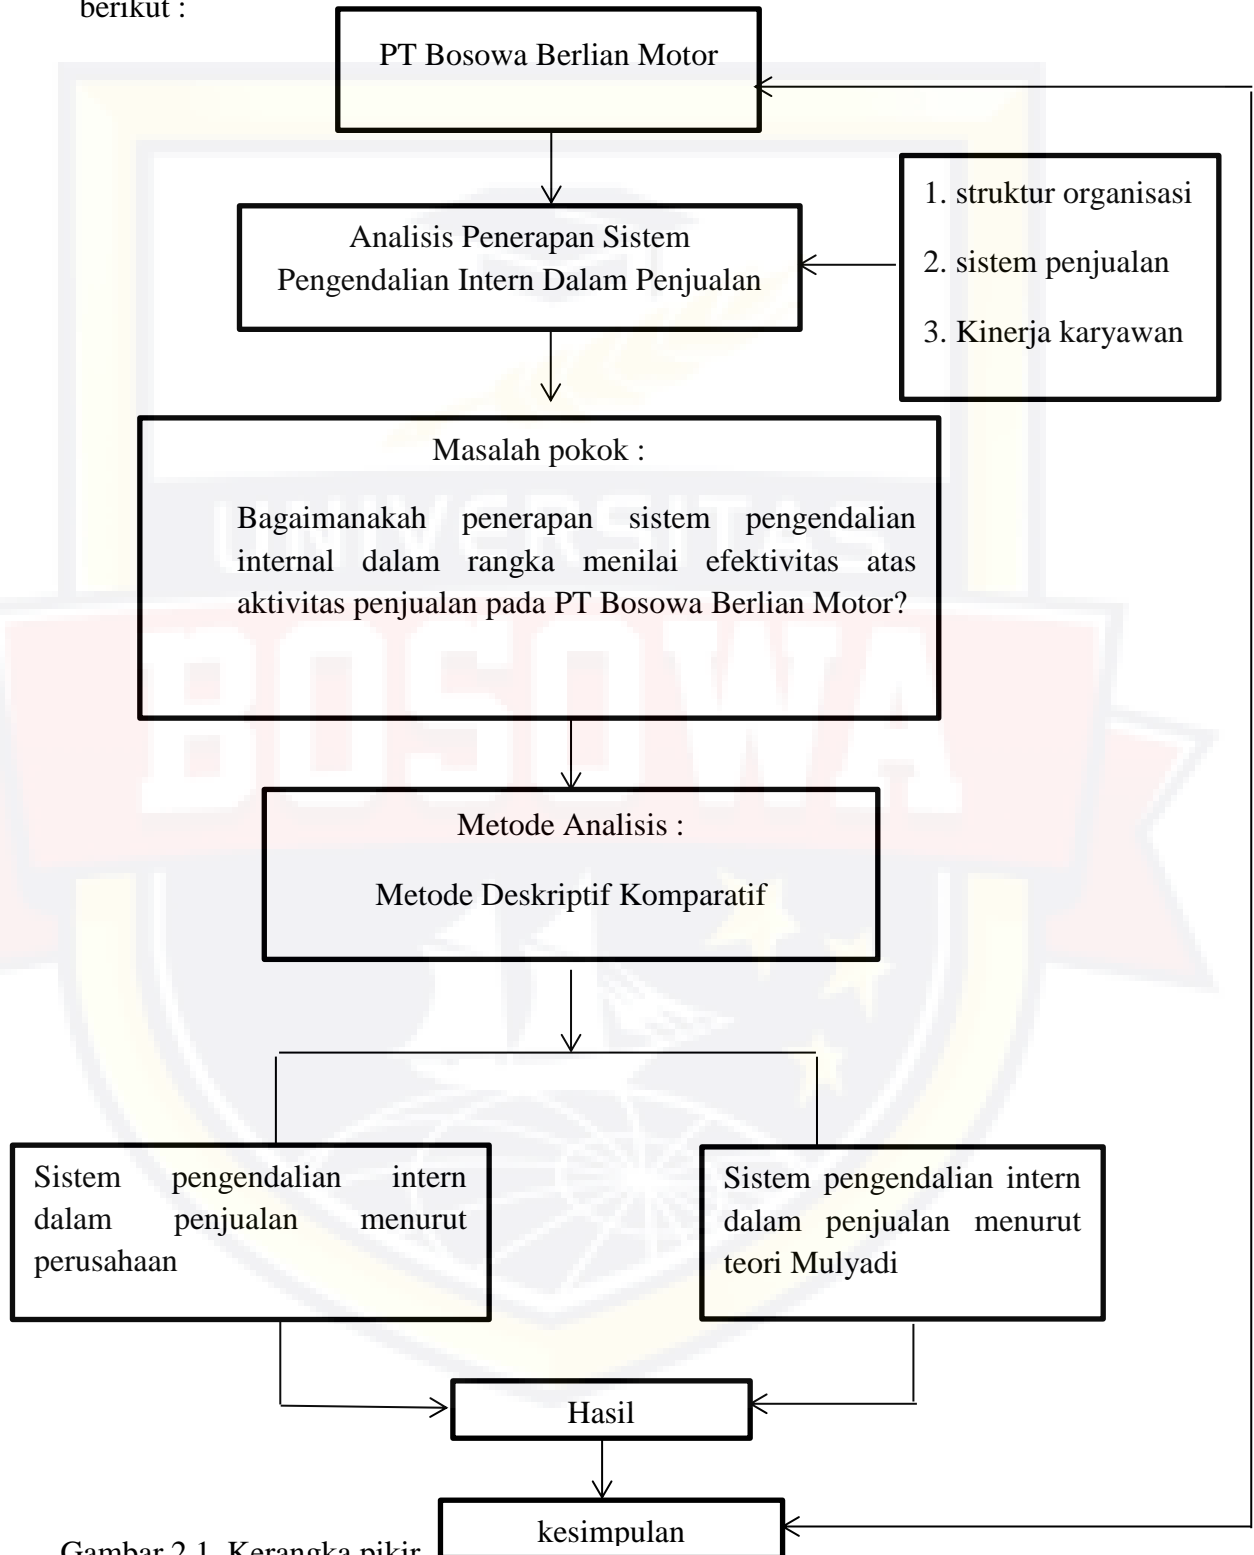 berikut :
PT Bosowa Berlian Motor
Analisis Penerapan Sistem
Pengendalian Intern Dalam Penjualan
1. struktur organisasi
2. sistem penjualan
3. Kinerja karyawan
Masalah pokok :
Bagaimanakah penerapan sistem pengendalian
internal dalam rangka menilai efektivitas atas
aktivitas penjualan pada PT Bosowa Berlian Motor?
UNIVERSITAS
BOSOWA
Metode Analisis :
Metode Deskriptif Komparatif
Sistem pengendalian intern
dalam penjualan menurut
perusahaan
Sistem pengendalian intern
dalam penjualan menurut
teori Mulyadi
Hasil
kesimpulan
Gambar 2.1. Kerangka pikir